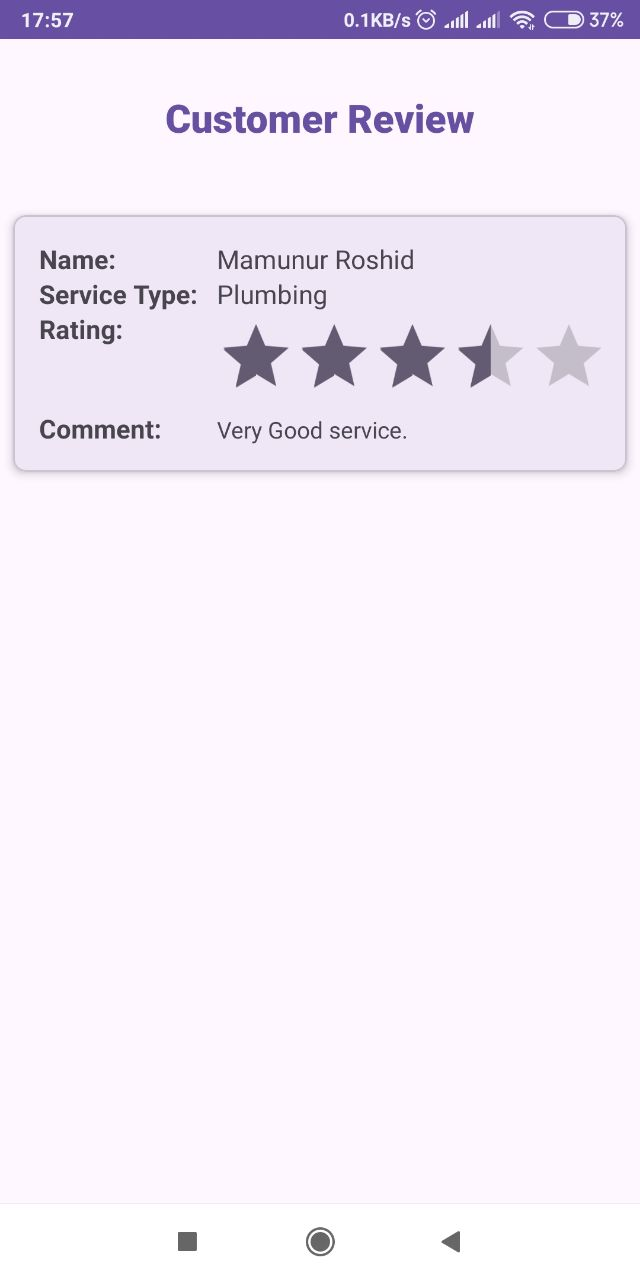 17:57 0.1KB/s 37%
Customer Review
Name: Mamunur Roshid
Service Type: Plumbing
Rating:
Comment: Very Good service.